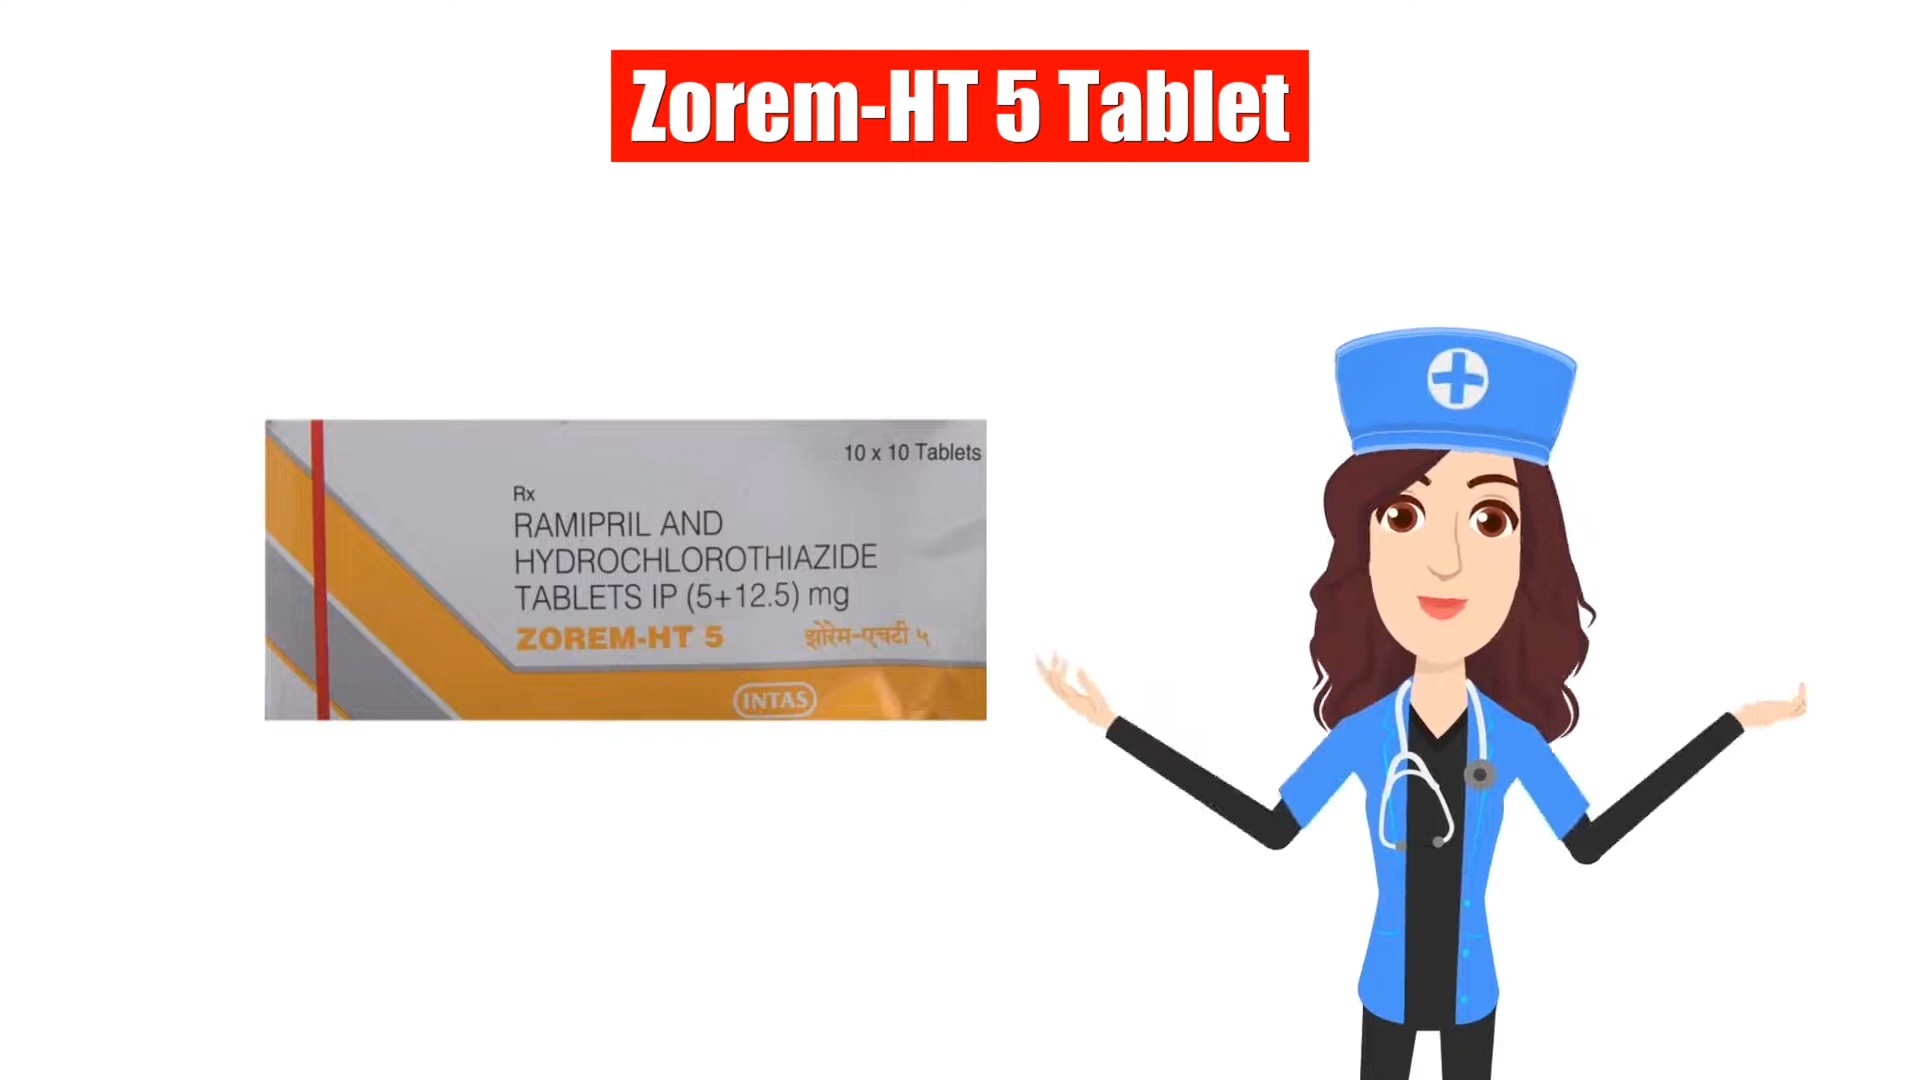 Zorem-HT 5 Tablet
10 x 10 Tablets
Rx
RAMIPRIL AND
HYDROCHLOROTHIAZIDE
TABLETS IP (5+12.5) mg
ZOREM-HT 5 झोरेम-एचटी ५
INTAS